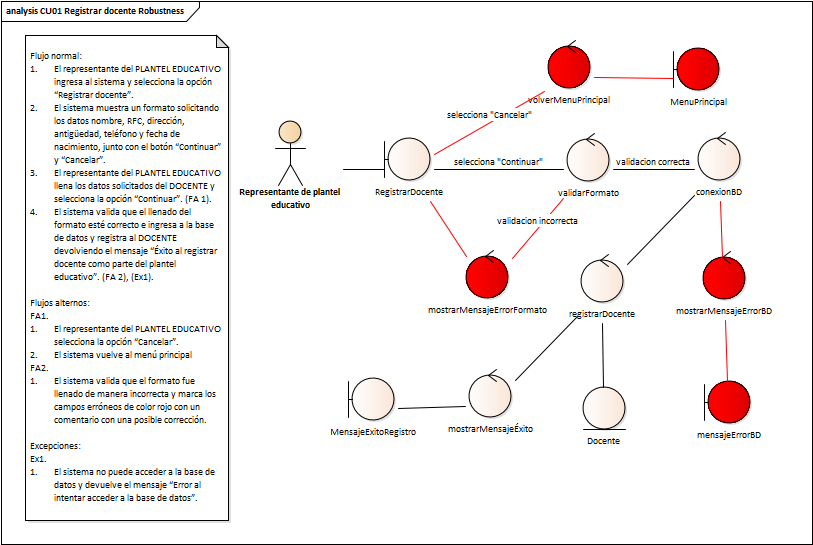 analysis CU01 Registrar docente Robustness
Flujo normal:
1. El representante del PLANTEL EDUCATIVO
ingresa al sistema y selecciona la opción
"Registrar docente".
2. El sistema muestra un formato solicitando
los datos nombre, RFC, dirección,
antigüedad, teléfono y fecha de
nacimiento, junto con el botón "Continuar"
y "Cancelar".
3. El representante del PLANTEL EDUCATIVO
llena los datos solicitados del DOCENTE y
selecciona la opción "Continuar". (FA 1).
4. El sistema valida que el llenado del
formato esté correcto e ingresa a la base
de datos y registra al DOCENTE
devolviendo el mensaje "Éxito al registrar
docente como parte del plantel
educativo". (FA 2), (Ex1).
Flujos alternos:
FA1.
1. El representante del PLANTEL EDUCATIVO
selecciona la opción "Cancelar".
2. El sistema vuelve al menú principal
FA2.
1. El sistema valida que el formato fue
llenado de manera incorrecta y marca los
campos erróneos de color rojo con un
comentario con una posible corrección.
Excepciones:
Ex1.
1. El sistema no puede acceder a la base de
datos y devuelve el mensaje "Error al
intentar acceder a la base de datos".
volverMenuPrincipal
MenuPrincipal
selecciona "Cancelar"
Representante de plantel
educativo
RegistrarDocente
selecciona "Continuar"
validarFormato
validacion correcta
conexionBD
validacion incorrecta
mostrarMensajeErrorFormato
registrarDocente
mostrarMensajeErrorBD
MensajeExitoRegistro
mostrarMensajeÉxito
Docente
mensajeErrorBD